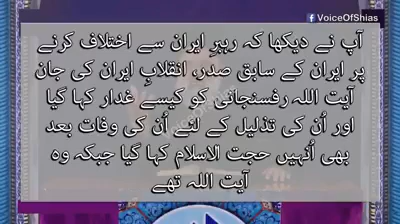 VoiceOfShias
آپ نے دیکھا کہ رہبرِ ایران سے اختلاف کرنے
پر ایران کے سابق صدر، انقلابِ ایران کی جان
آیت اللہ رفسنجانی کو کیسے غدار کہا گیا
اور اُن کی تذلیل کے لئے اُن کی وفات بعد
بھی اُنہیں حجت الاسلام کہا گیا جبکہ وہ
آیت اللہ تھے